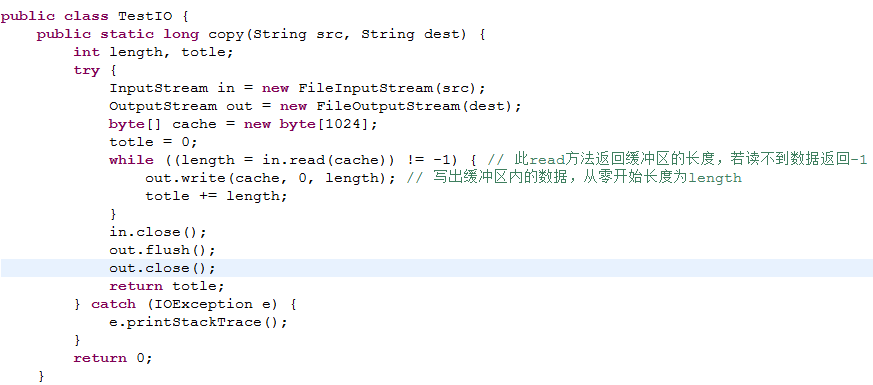 public class TestIO {
    public static long copy(String src, String dest) {
        int length, totle;
        try {
            InputStream in = new FileInputStream(src);
            OutputStream out = new FileOutputStream(dest);
            byte[] cache = new byte[1024];
            totle = 0;
            while ((length = in.read(cache)) != -1) { // 此read方法返回缓冲区的长度，若读不到数据返回-1
                out.write(cache, 0, length); // 写出缓冲区内的数据，从零开始长度为length
                totle += length;
            }
            in.close();
            out.flush();
            out.close();
            return totle;
        } catch (IOException e) {
            e.printStackTrace();
        }
        return 0;
    }